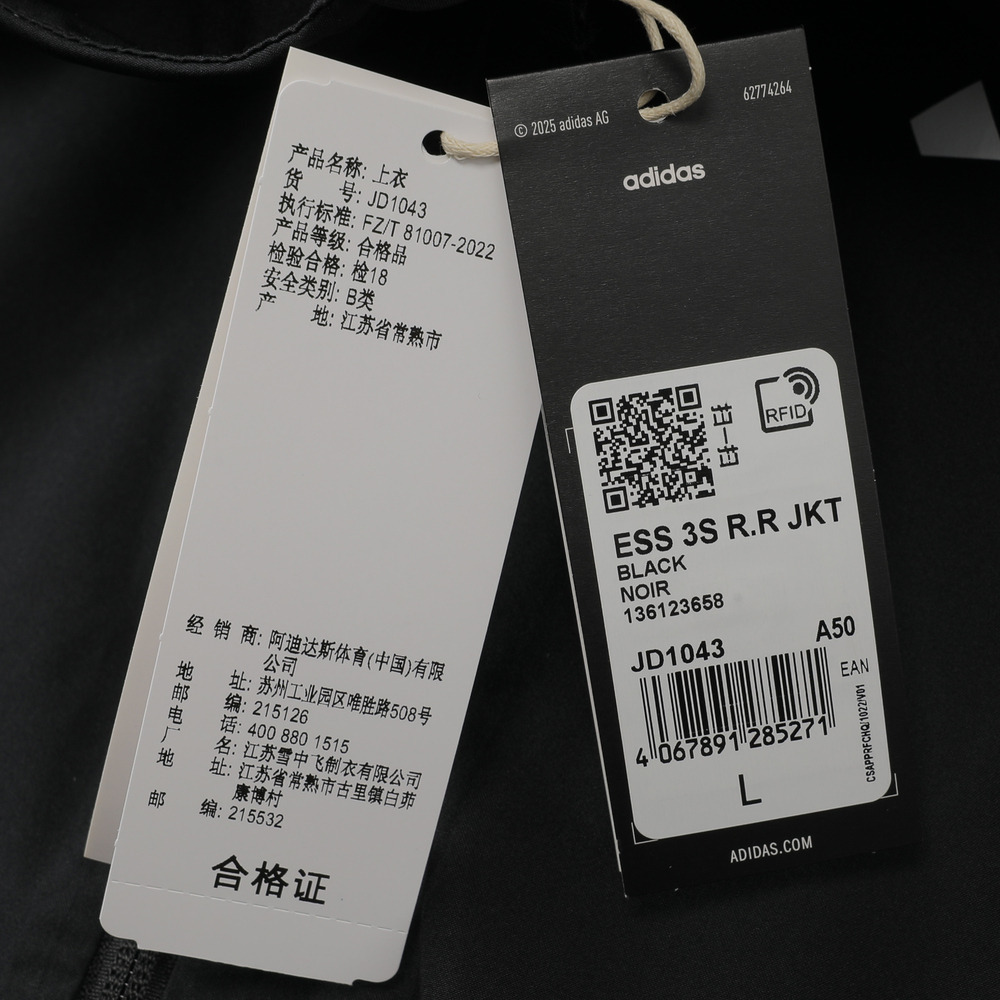 产品名称: 上衣
货 号: JD1043
执行标准: FZ/T 81007-2022
产品等级: 合格品
检验合格: 检18
安全类别: B类
产 地: 江苏省常熟市
经 销 商: 阿迪达斯体育(中国)有限
公司
地 址: 苏州工业园区唯胜路508号
邮 编: 215126
电 话: 400 880 1515
厂 名: 江苏雪中飞制衣有限公司
地 址: 江苏省常熟市古里镇白茆
康博村
邮 编: 215532
合格证
© 2025 adidas AG
62774264
adidas
扫一扫
RFID
ESS 3S R.R JKT
BLACK
NOIR
136123658
JD1043
A50
EAN
4 067891 285271
CSAPPRFCHQ/1022/V01
L
ADIDAS.COM